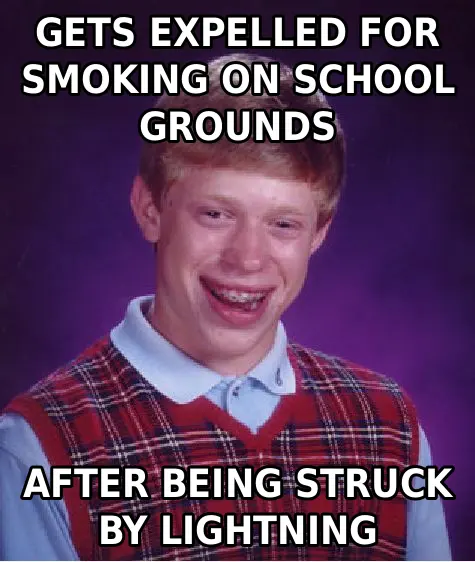 GETS EXPELLED FOR
SMOKING ON SCHOOL
GROUNDS
AFTER BEING STRUCK
BY LIGHTNING